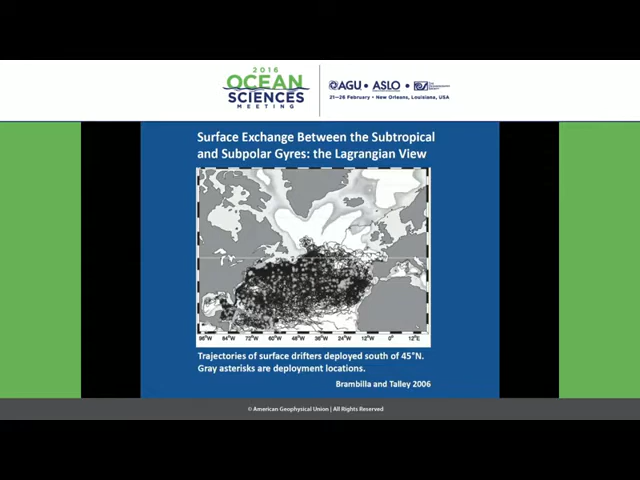 2016
OCEAN
SCIENCES
MEETING
AGU • ASLO •
21–26 February • New Orleans, Louisiana, USA
Surface Exchange Between the Subtropical
and Subpolar Gyres: the Lagrangian View
96°W 84°W 72°W 60°W 48°W 36°W 24°W 12°W 0° 12°E
Trajectories of surface drifters deployed south of 45°N.
Gray asterisks are deployment locations.
Brambilla and Talley 2006
© American Geophysical Union | All Rights Reserved